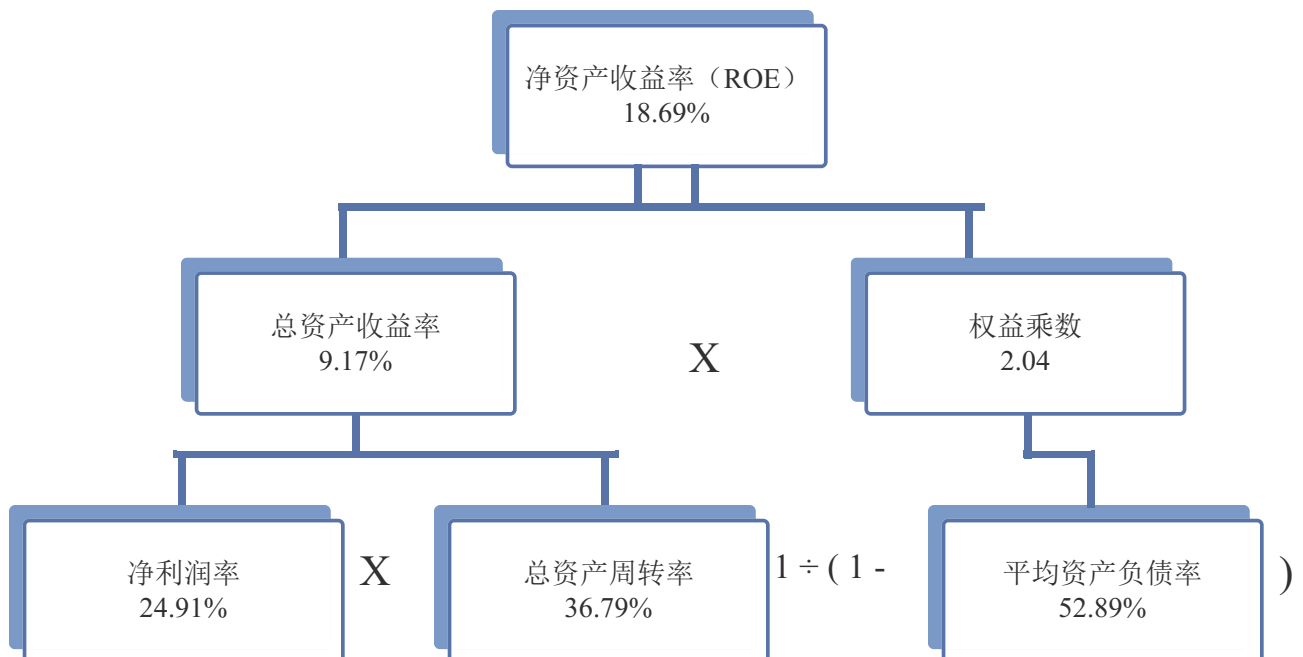 净资产收益率（ROE）
18.69%
总资产收益率
9.17%
X
权益乘数
2.04
净利润率
24.91%
X
总资产周转率
36.79%
1 ÷ ( 1 -
平均资产负债率
52.89%
)